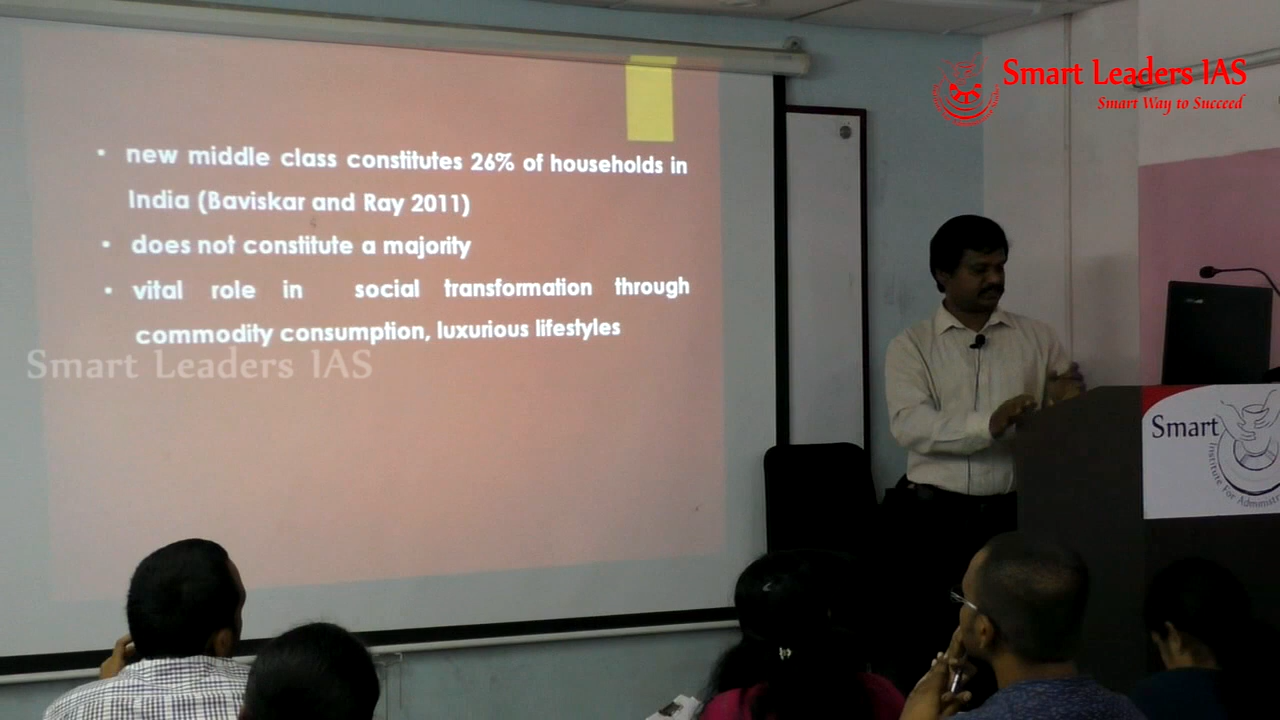 Smart Leaders IAS
Smart Way to Succeed
• new middle class constitutes 26% of households in
India (Baviskar and Ray 2011)
• does not constitute a majority
• vital role in social transformation through
commodity consumption, luxurious lifestyles
Smart Leaders IAS
Smart
Institute For